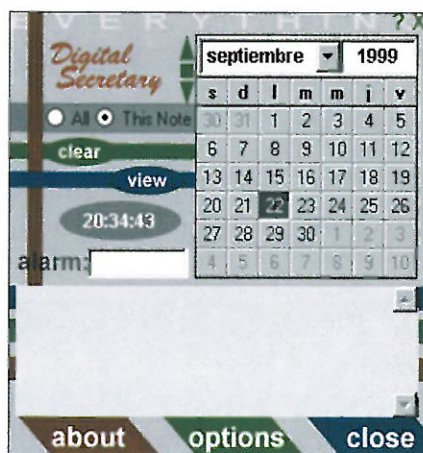 EVERYTHIN ? X
Digital
Secretary
septiembre 1999
s d l m m j v
30 31 1 2 3 4 5
6 7 8 9 10 11 12
13 14 15 16 17 18 19
20 21 22 23 24 25 26
27 28 29 30 1 2 3
4 5 6 7 8 9 10
All This Note
clear
view
20:34:43
alarm:
about options close